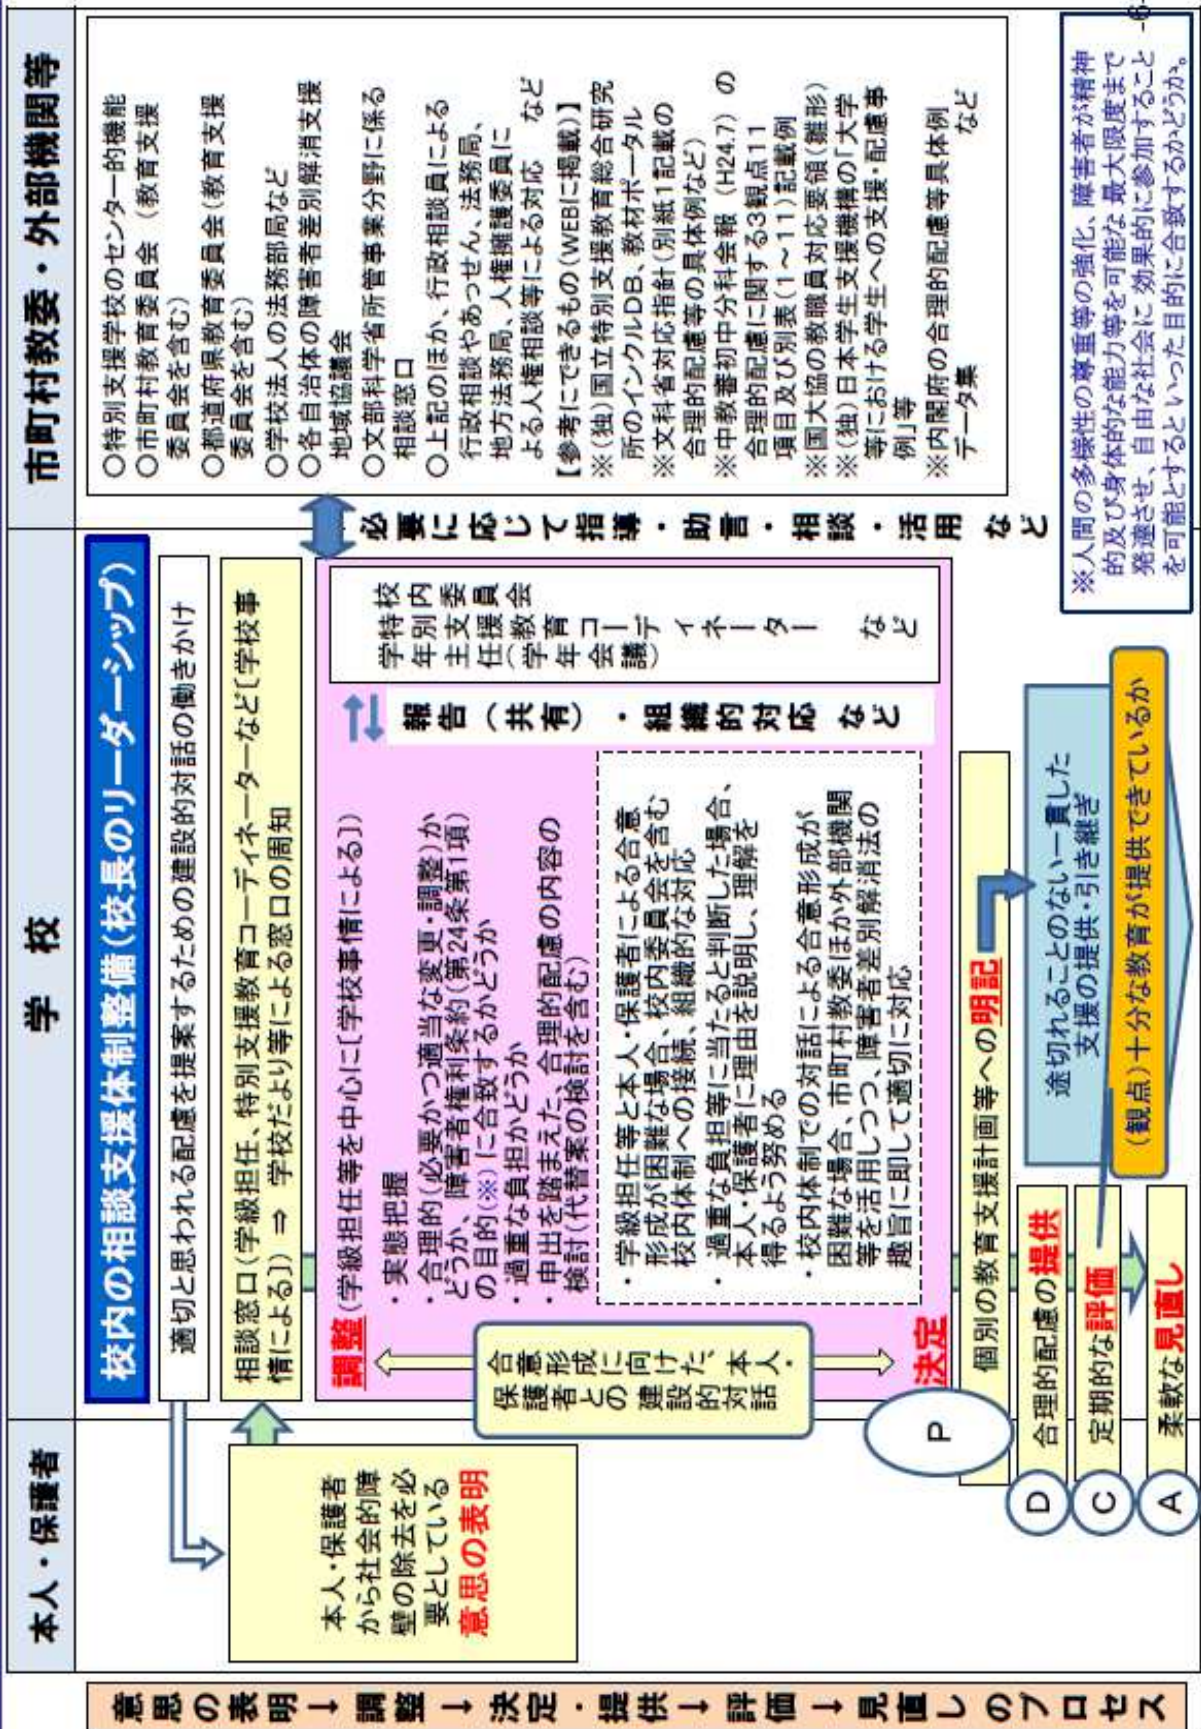 意思の表明→調整→決定・提供→評価→見直しのプロセス
本人・保護者
学　校
市町村教委・外部機関等
校内の相談支援体制整備(校長のリーダーシップ)
適切と思われる配慮を提案するための建設的対話の働きかけ
本人・保護者
から社会的障
壁の除去を必
要としている
意思の表明
相談窓口(学級担任、特別支援教育コーディネーターなど〔学校事
情による〕) ⇒ 学校だより等による窓口の周知
調整(学級担任等を中心に〔学校事情による〕)
・実態把握
・合理的(必要かつ適当な変更・調整)か
どうか、障害者権利条約(第24条第1項)
の目的(※)に合致するかどうか
・過重な負担かどうか
・申出を踏まえた、合理的配慮の内容の
検討(代替案の検討を含む)
・学級担任等と本人・保護者による合意
形成が困難な場合、校内委員会を含む
校内体制への接続、組織的な対応
・過重な負担等に当たると判断した場合、
本人・保護者に理由を説明し、理解を
得るよう努める
・校内体制での対話による合意形成が
困難な場合、市町村教委ほか外部機関
等を活用しつつ、障害者差別解消法の
趣旨に即して適切に対応
合意形成に向けた、本人・
保護者との建設的対話
決定
報告(共有)・組織的対応 など
校内委員会
特別支援教育コーディネーター
学年主任(学年会議) など
必要に応じて指導・助言・相談・活用 など
○特別支援学校のセンター的機能
○市町村教育委員会(教育支援
委員会を含む)
○都道府県教育委員会(教育支援
委員会を含む)
○学校法人の法務部局など
○各自治体の障害者差別解消支援
地域協議会
○文部科学省所管事業分野に係る
相談窓口
○上記のほか、行政相談員による
行政相談やあっせん、法務局、
地方法務局、人権擁護委員に
よる人権相談等による対応 など
【参考にできるもの(WEBに掲載)】
※(独)国立特別支援教育総合研究
所のインクルDB、教材ポータル
※文科省対応指針(別紙1記載の
合理的配慮等の具体例など)
※中教審初中分科会報(H24.7)の
合理的配慮に関する3観点11
項目及び別表(1～11)記載例
※国大協の教職員対応要領(雛形)
※(独)日本学生支援機構の「大学
等における学生への支援・配慮事
例」等
※内閣府の合理的配慮等具体例
データ集 など
P
個別の教育支援計画等への明記
D
合理的配慮の提供
C
定期的な評価
A
柔軟な見直し
途切れることのない一貫した
支援の提供・引き継ぎ
(観点)十分な教育が提供できているか
※人間の多様性の尊重等の強化、障害者が精神
的及び身体的な能力等を可能な最大限度まで
発達させ、自由な社会に効果的に参加すること
を可能とするといった目的に合致するかどうか。
-6-